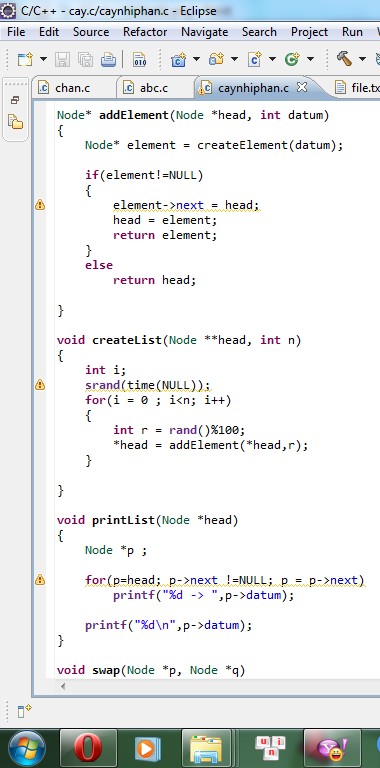 C/C++ - cay.c/caynhiphan.c - Eclipse
File Edit Source Refactor Navigate Search Project Run
010
chan.c abc.c caynhiphan.c file.tx
Node* addElement(Node *head, int datum)
{
Node* element = createElement(datum);
if(element!=NULL)
{
element->next = head;
head = element;
return element;
}
else
return head;
}
void createList(Node **head, int n)
{
int i;
srand(time(NULL));
for(i = 0 ; i<n; i++)
{
int r = rand()%100;
*head = addElement(*head,r);
}
}
void printList(Node *head)
{
Node *p ;
for(p=head; p->next !=NULL; p = p->next)
printf("%d -> ",p->datum);
printf("%d\n",p->datum);
}
void swap(Node *p, Node *q)